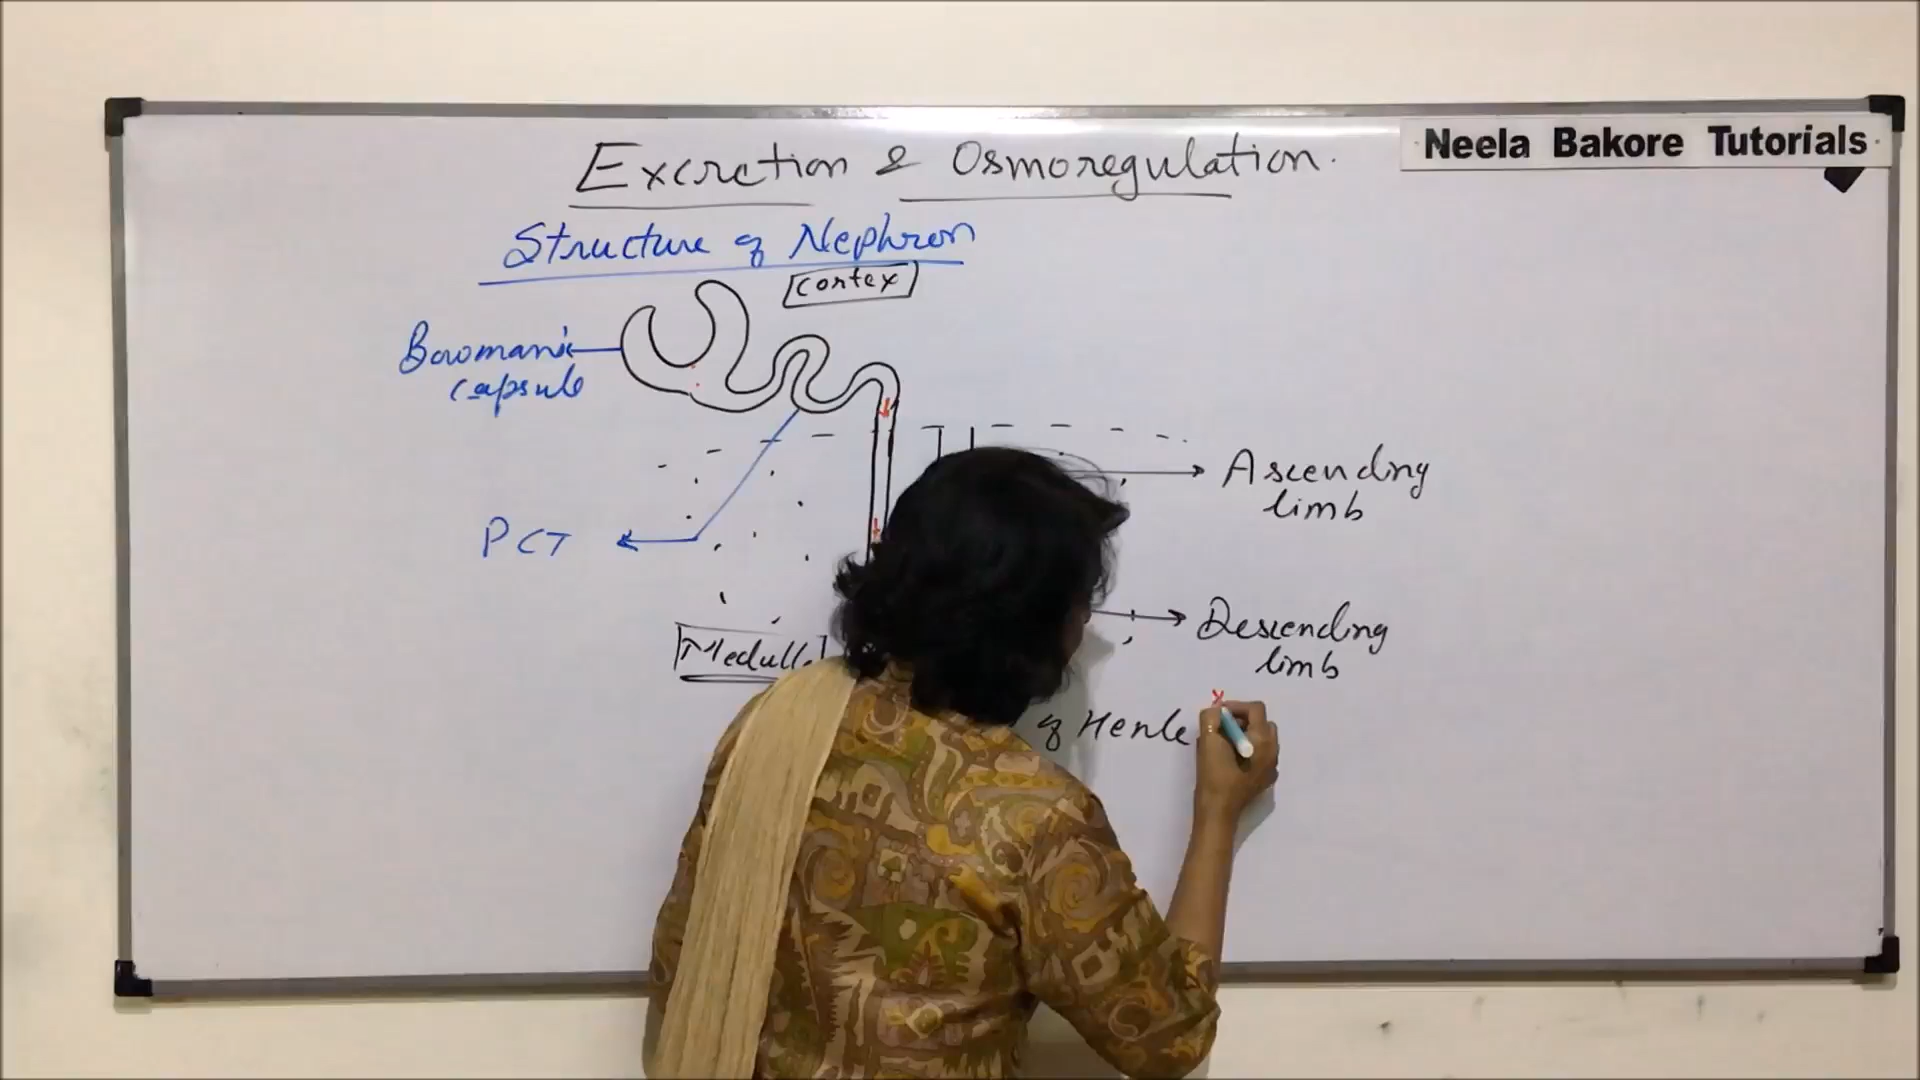 Neela Bakore Tutorials
Excretion & Osmoregulation.
Structure of Nephron
Cortex
Bowman's
capsule
Ascending
limb
PCT
Descending
limb
Medulla
of Henle